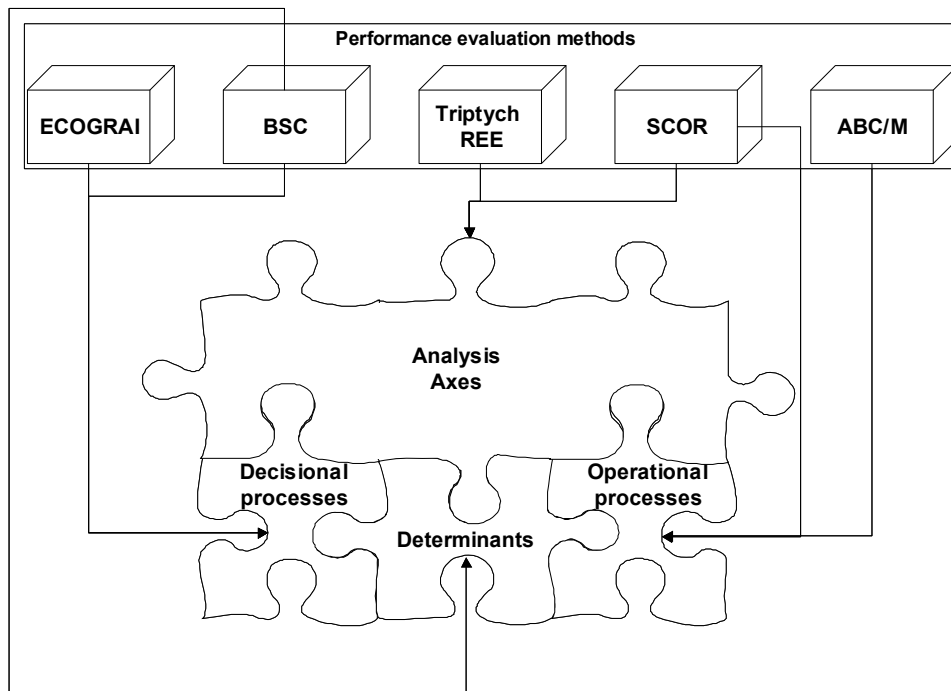 Performance evaluation methods
ECOGRAI
BSC
Triptych
REE
SCOR
ABC/M
Analysis
Axes
Decisional
processes
Operational
processes
Determinants